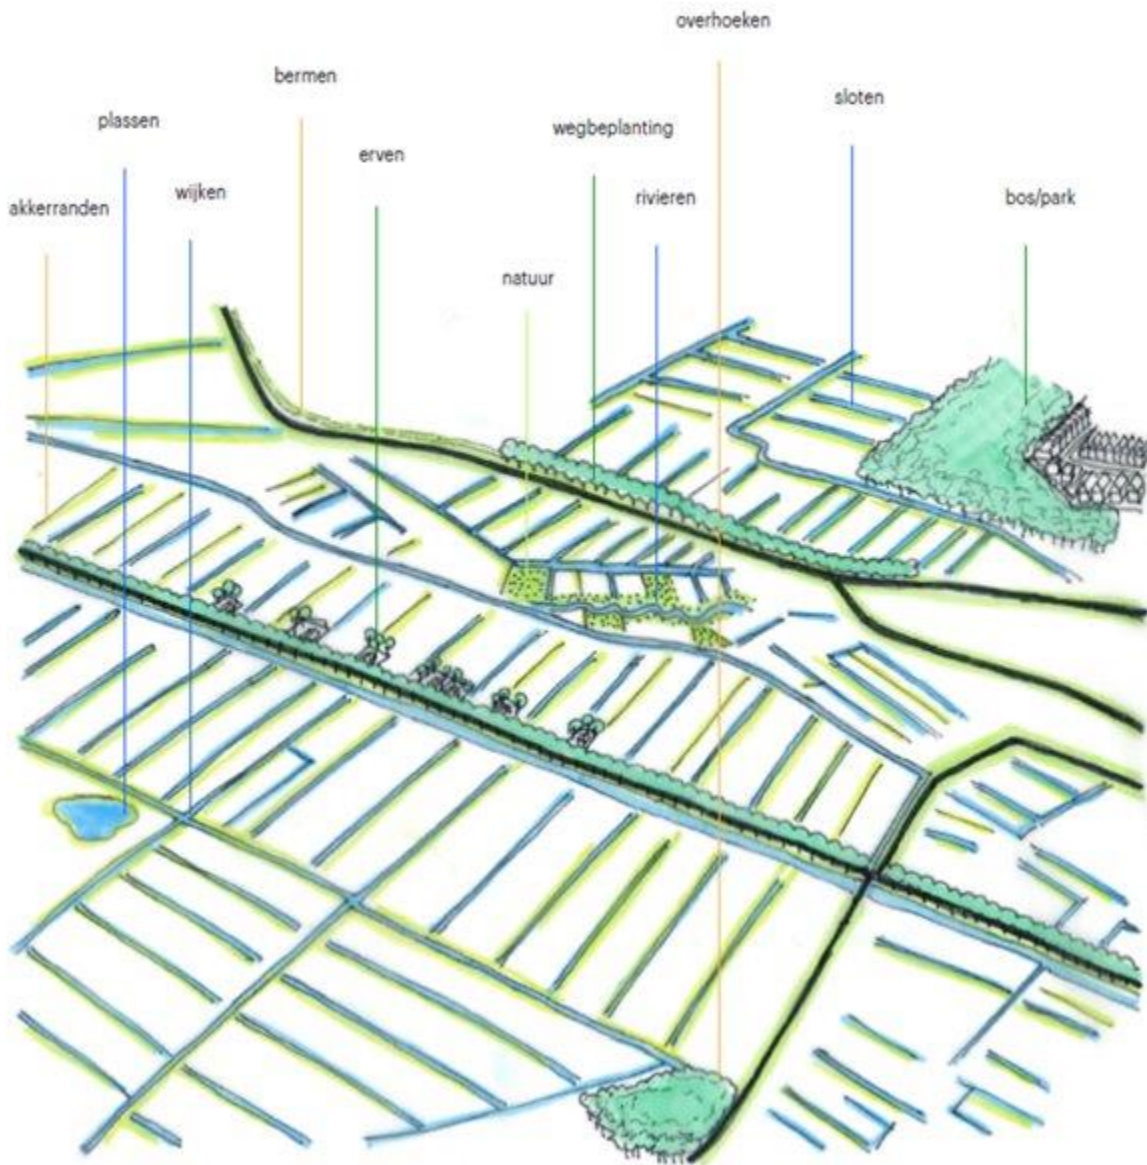 overhoeken
bermen
sloten
plassen
wegbeplanting
erven
wijken
rivieren
bos/park
akkerranden
natuur